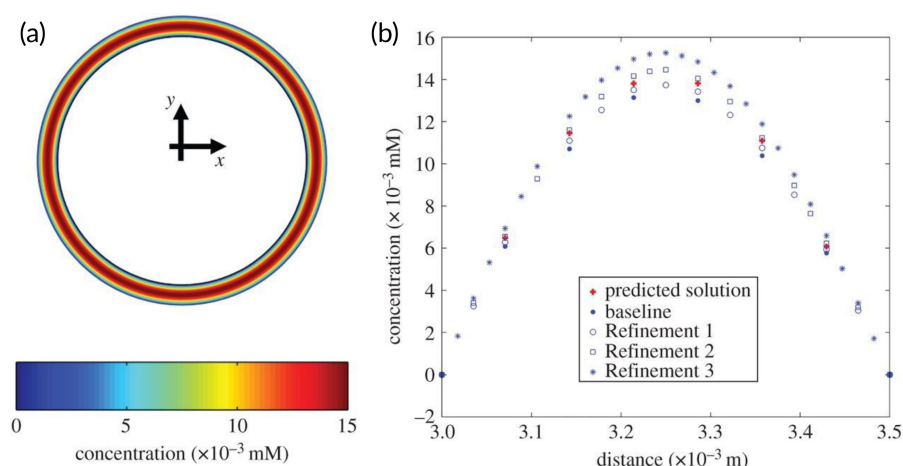 (a)
y
x
0
5
10
15
concentration (×10⁻³ mM)
(b)
16
14
12
10
8
6
4
2
0
−2
concentration (× 10⁻³ mM)
predicted solution
baseline
Refinement 1
Refinement 2
Refinement 3
3.0
3.1
3.2
3.3
3.4
3.5
distance (× 10⁻³ m)